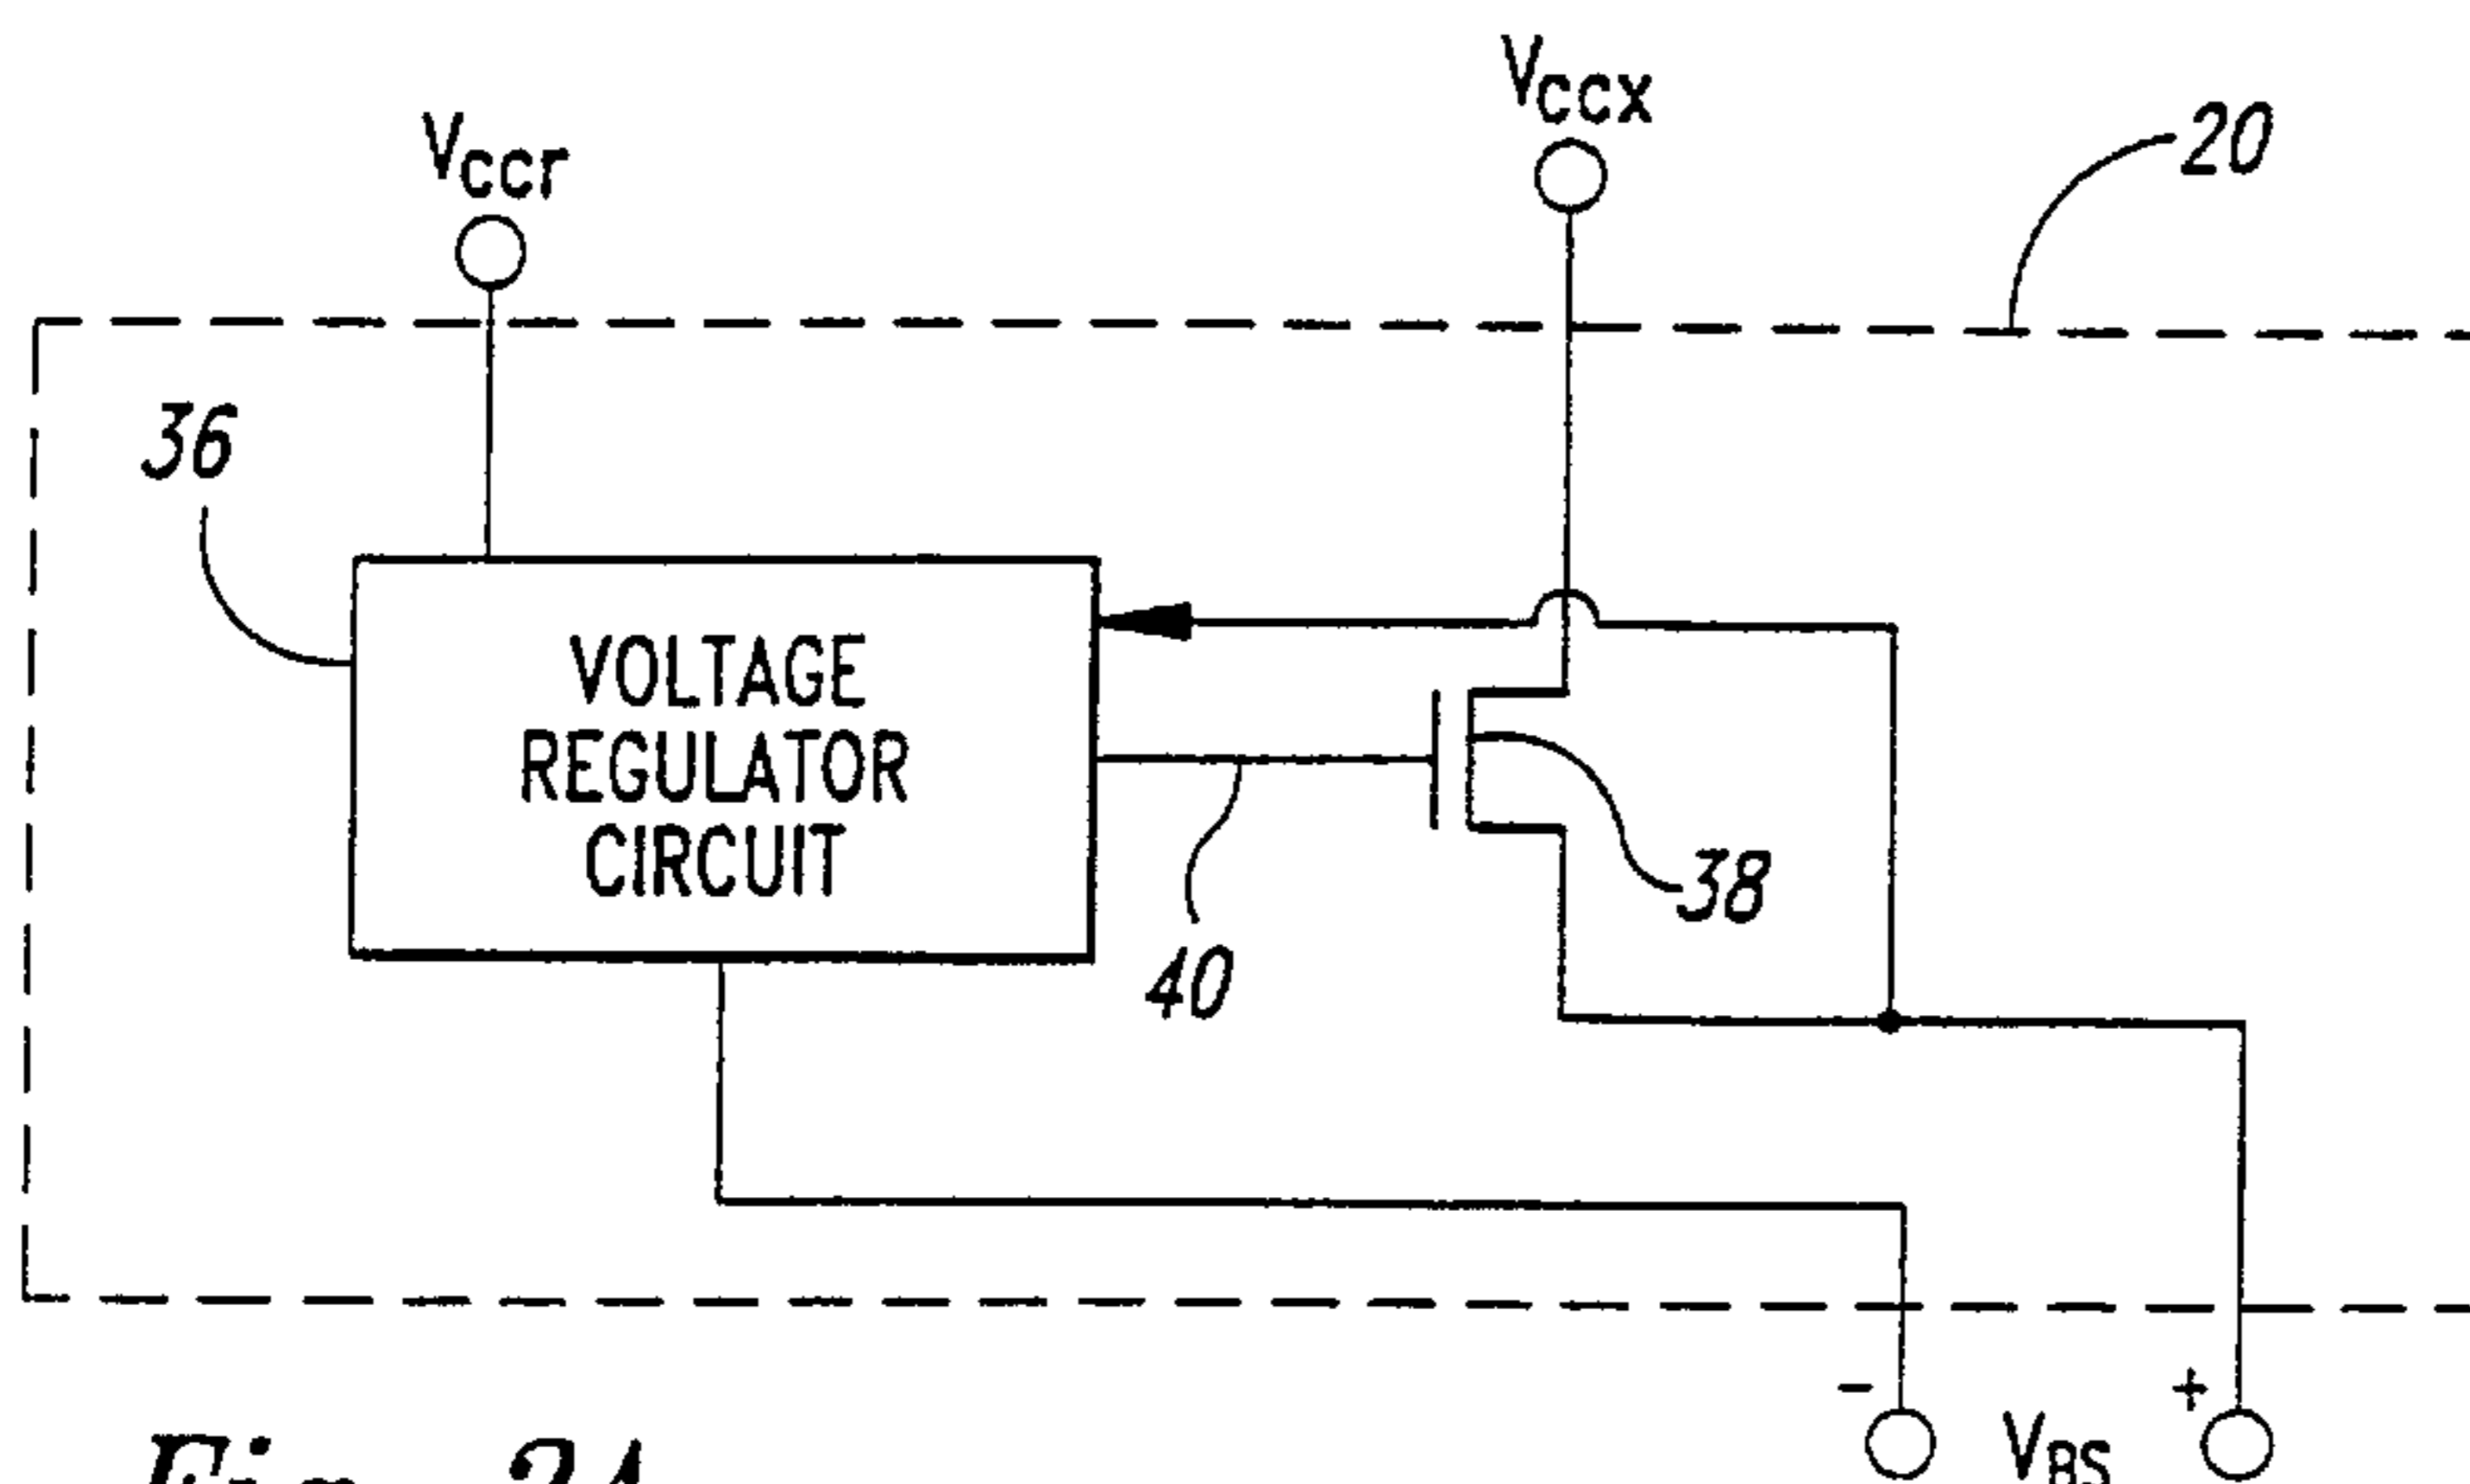 Vccx
Vccr
20
36
VOLTAGE
REGULATOR
CIRCUIT
38
40
- +
VBS